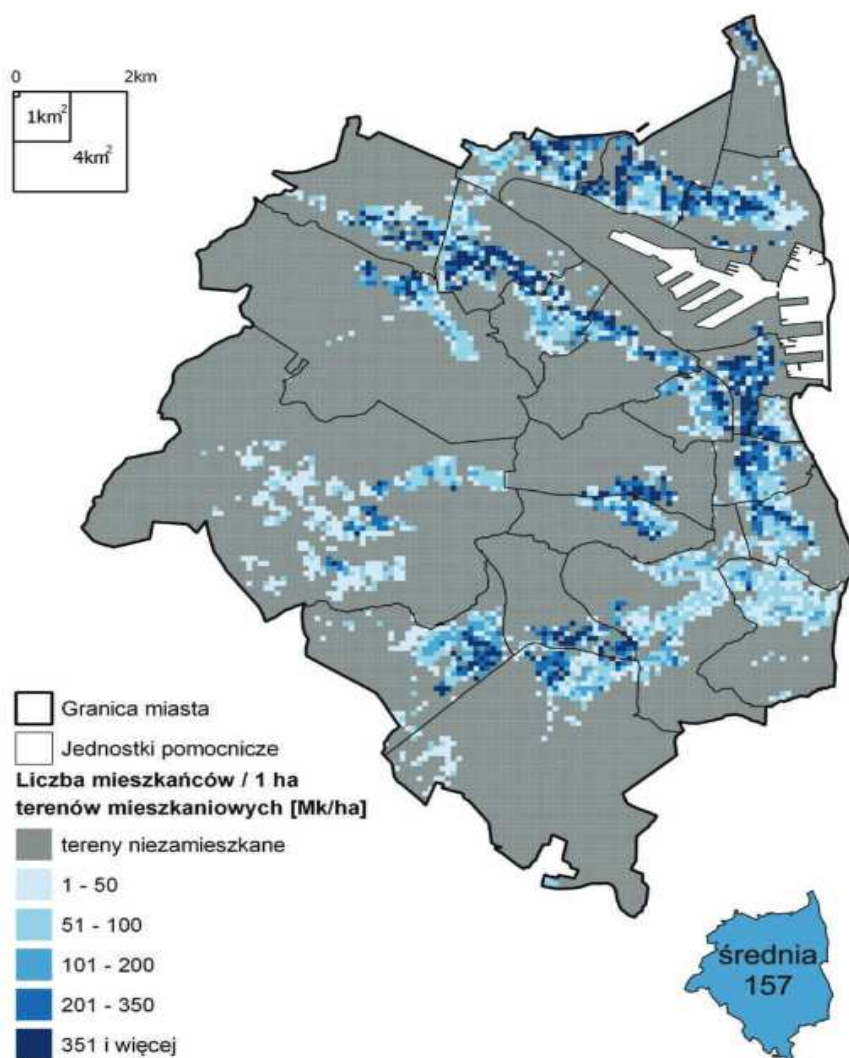 0 2km
1km²
4km²
Granica miasta
Jednostki pomocnicze
Liczba mieszkańców / 1 ha
terenów mieszkaniowych [Mk/ha]
tereny niezamieszkane
1 - 50
51 - 100
101 - 200
201 - 350
351 i więcej
średnia
157